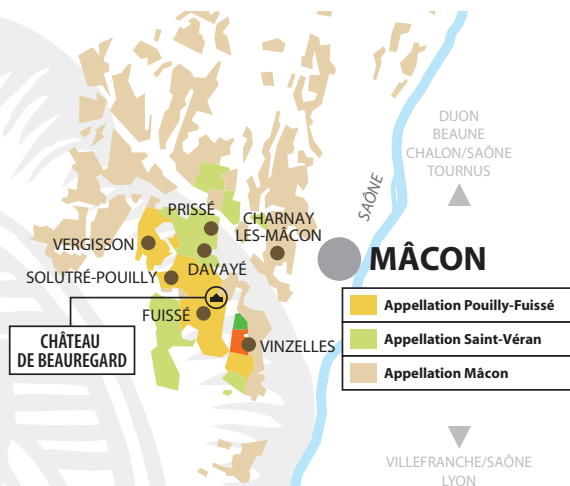 DIJON
BEAUNE
CHALON/SAÔNE
TOURNUS
SAÔNE
PRISSÉ
CHARNAY
LES-MÂCON
VERGISSON
MÂCON
DAVAYÉ
SOLUTRÉ-POUILLY
FUISSÉ
CHÂTEAU
DE BEAUREGARD
VINZELLES
Appellation Pouilly-Fuissé
Appellation Saint-Véran
Appellation Mâcon
VILLEFRANCHE/SAÔNE
LYON